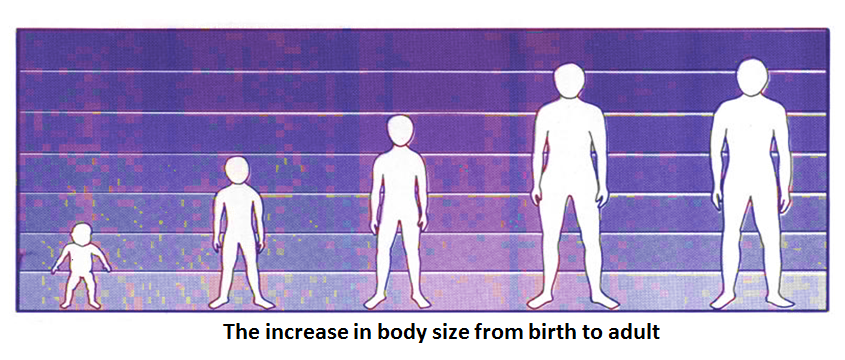 The increase in body size from birth to adult